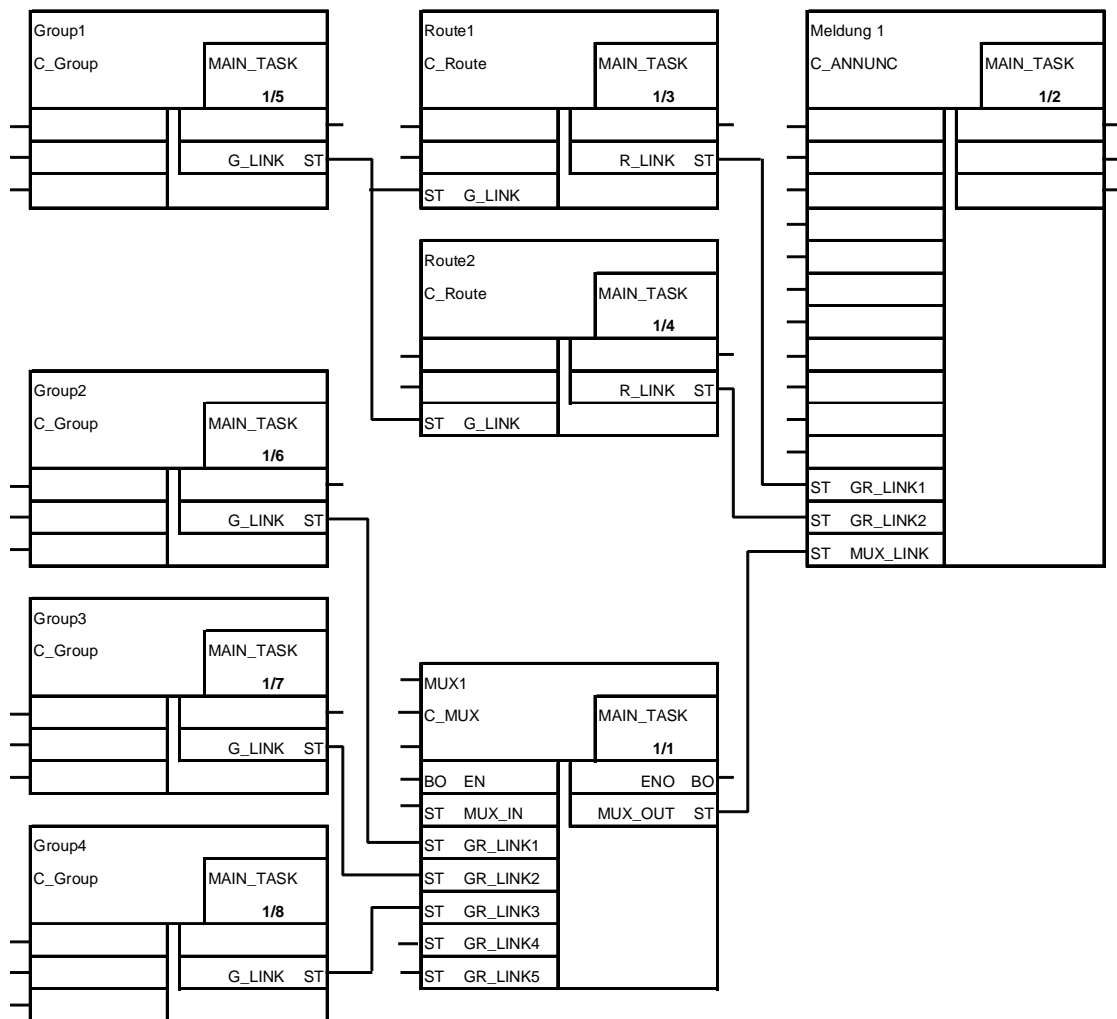 Group1
C_Group MAIN_TASK
1/5
G_LINK ST
Route1
C_Route MAIN_TASK
1/3
R_LINK ST
ST G_LINK
Meldung 1
C_ANNUNC MAIN_TASK
1/2
ST GR_LINK1
ST GR_LINK2
ST MUX_LINK
Route2
C_Route MAIN_TASK
1/4
R_LINK ST
ST G_LINK
Group2
C_Group MAIN_TASK
1/6
G_LINK ST
Group3
C_Group MAIN_TASK
1/7
G_LINK ST
MUX1
C_MUX MAIN_TASK
1/1
BO EN ENO BO
ST MUX_IN MUX_OUT ST
ST GR_LINK1
ST GR_LINK2
ST GR_LINK3
ST GR_LINK4
ST GR_LINK5
Group4
C_Group MAIN_TASK
1/8
G_LINK ST